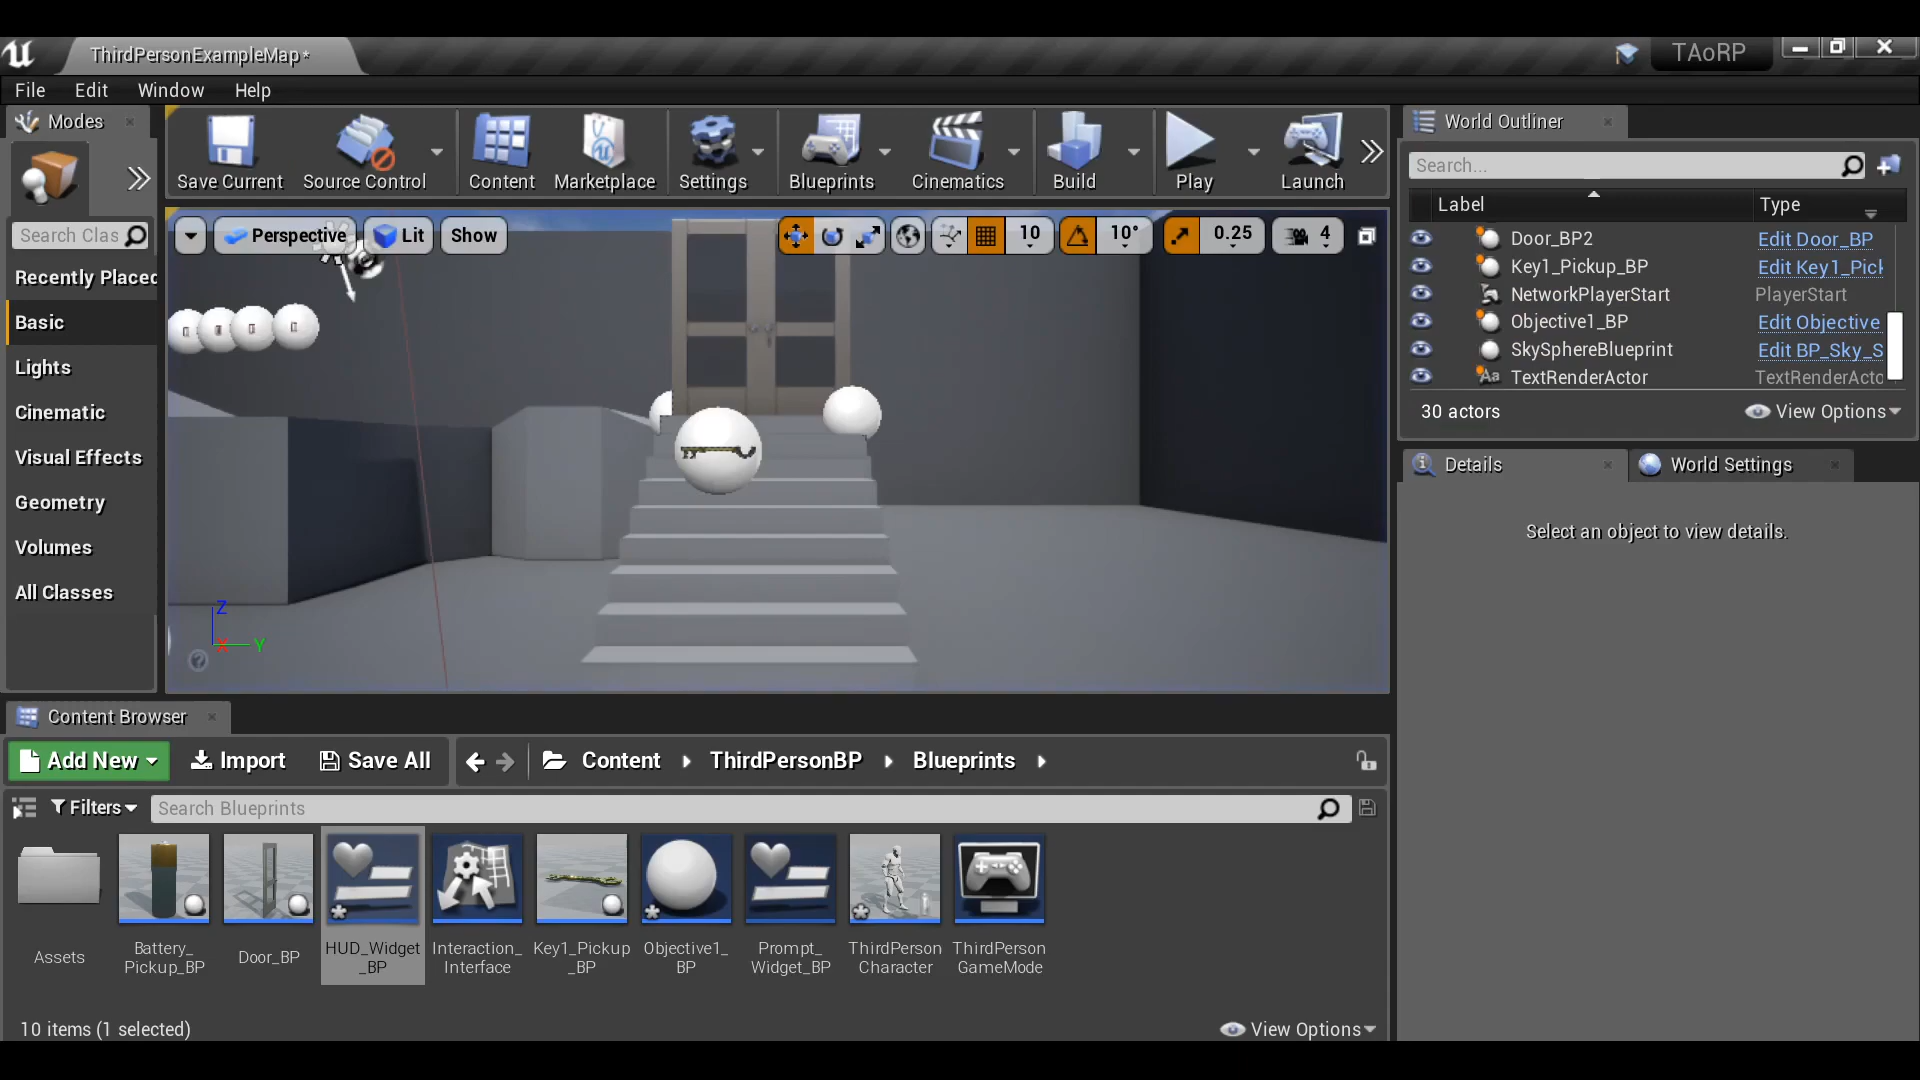 ThirdPersonExampleMap*
TAoRP
File Edit Window Help
Modes
Save Current
Source Control
Content
Marketplace
Settings
Blueprints
Cinematics
Build
Play
Launch
Search Clas
Recently Placed
Basic
Lights
Cinematic
Visual Effects
Geometry
Volumes
All Classes
Perspective
Lit
Show
10
10°
0.25
4
Z
X
Y
World Outliner
Search...
Label Type
Door_BP2 Edit Door_BP
Key1_Pickup_BP Edit Key1_Pick
NetworkPlayerStart PlayerStart
Objective1_BP Edit Objective
SkySphereBlueprint Edit BP_Sky_S
TextRenderActor TextRenderActo
30 actors View Options
Details
World Settings
Select an object to view details.
Content Browser
Add New Import Save All Content ThirdPersonBP Blueprints
Filters Search Blueprints
Assets
Battery_
Pickup_BP
Door_BP
HUD_Widget
_BP
Interaction_
Interface
Key1_Pickup
_BP
Objective1_
BP
Prompt_
Widget_BP
ThirdPerson
Character
ThirdPerson
GameMode
10 items (1 selected) View Options